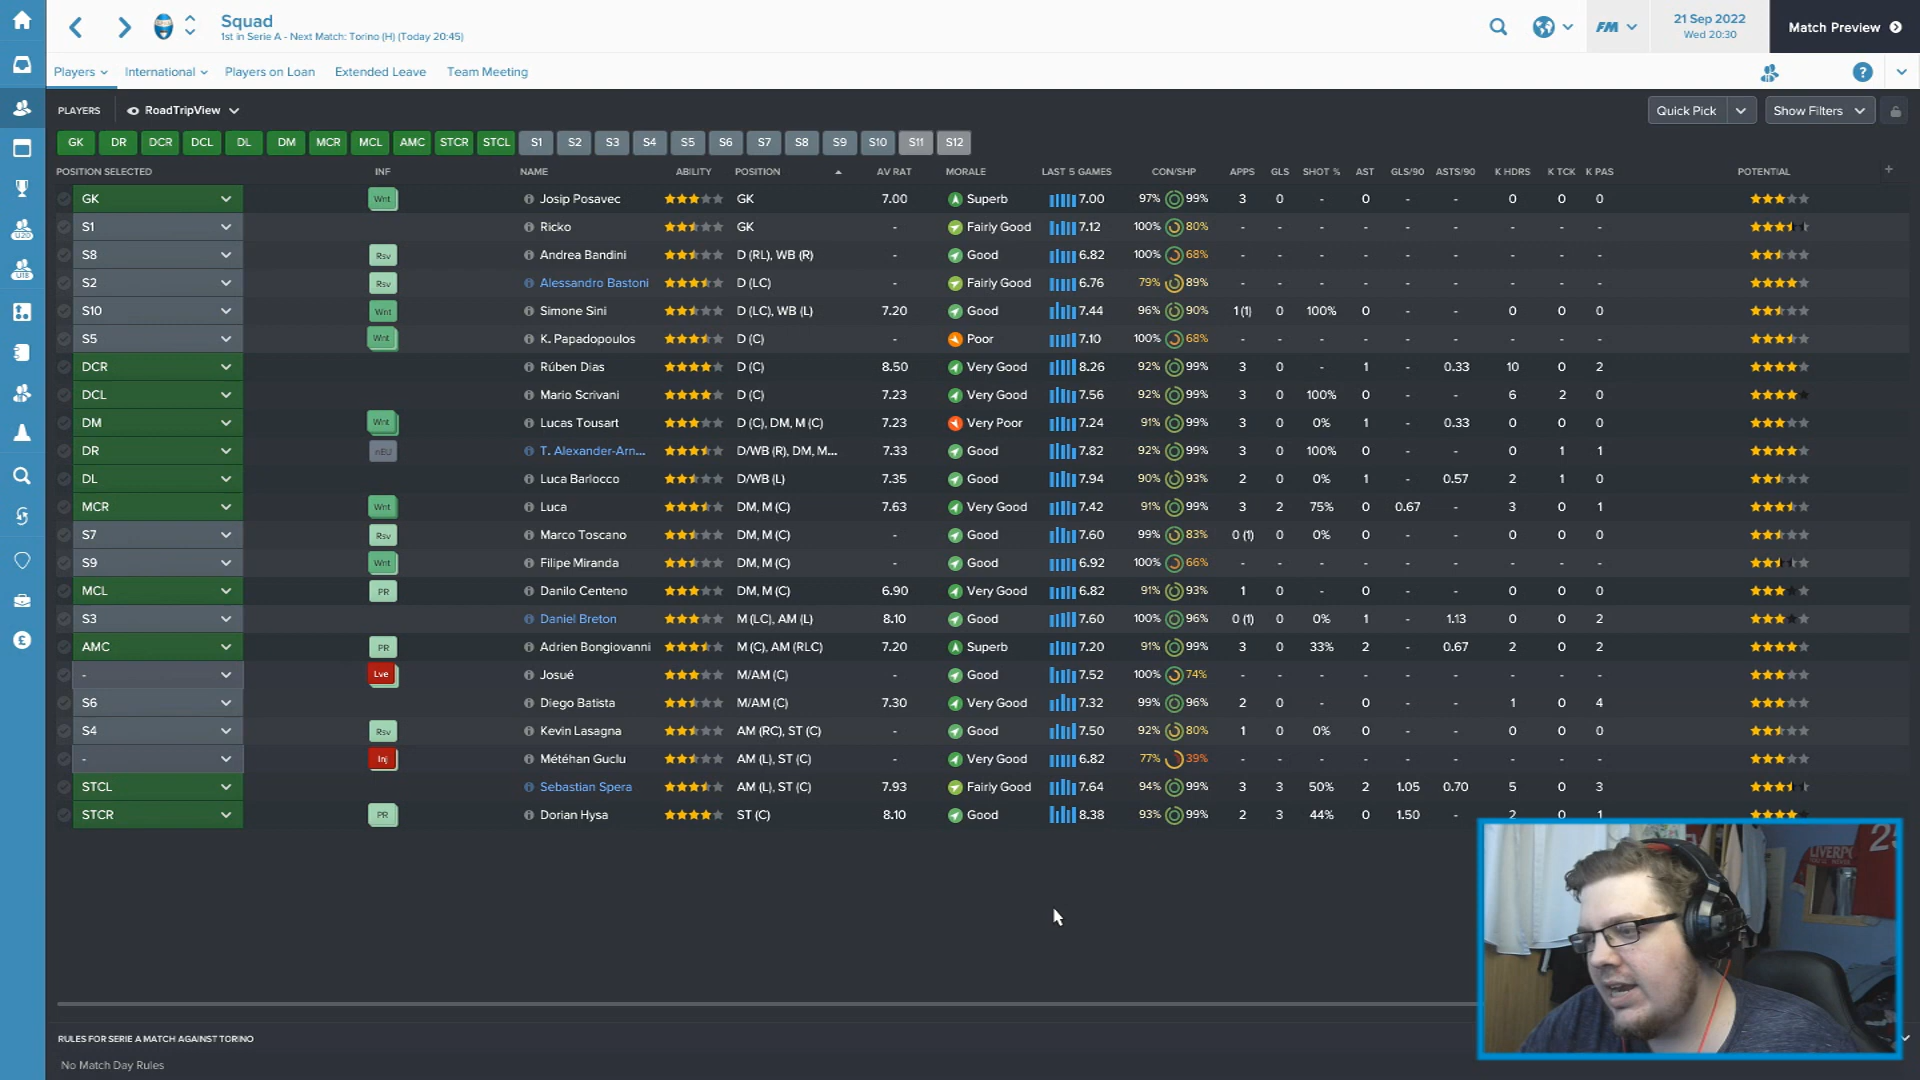 Squad
1st in Serie A - Next Match: Torino (H) (Today 20:45)
FM
21 Sep 2022
Wed 20:30
Match Preview
Players International Players on Loan Extended Leave Team Meeting
PLAYERS RoadTripView Quick Pick Show Filters
GK DR DCR DCL DL DM MCR MCL AMC STCR STCL S1 S2 S3 S4 S5 S6 S7 S8 S9 S10 S11 S12
POSITION SELECTED INF NAME ABILITY POSITION AV RAT MORALE LAST 5 GAMES CON/SHP APPS GLS SHOT % AST GLS/90 ASTS/90 K HDRS K TCK K PAS POTENTIAL
GK Wnt Josip Posavec GK 7.00 Superb 7.00 97% 99% 3 0 - 0 - - 0 0 0
S1 Ricko GK - Fairly Good 7.12 100% 80% - - - - - - - - -
S8 Rsv Andrea Bandini D (RL), WB (R) - Good 6.82 100% 68% - - - - - - - - -
S2 Rsv Alessandro Bastoni D (LC) - Fairly Good 6.76 79% 89% - - - - - - - - -
S10 Wnt Simone Sini D (LC), WB (L) 7.20 Good 7.44 96% 90% 1 (1) 0 100% 0 - - 0 0 0
S5 Wnt K. Papadopoulos D (C) - Poor 7.10 100% 68% - - - - - - - - -
DCR Rúben Dias D (C) 8.50 Very Good 8.26 92% 99% 3 0 - 1 - 0.33 10 0 2
DCL Mario Scrivani D (C) 7.23 Very Good 7.56 92% 99% 3 0 100% 0 - - 6 2 0
DM Wnt Lucas Tousart D (C), DM, M (C) 7.23 Very Poor 7.24 91% 99% 3 0 0% 1 - 0.33 0 0 0
DR nEU T. Alexander-Arn... D/WB (R), DM, M... 7.33 Good 7.82 92% 99% 3 0 100% 0 - - 0 1 1
DL Luca Barlocco D/WB (L) 7.35 Good 7.94 90% 93% 2 0 0% 1 - 0.57 2 1 0
MCR Wnt Luca DM, M (C) 7.63 Very Good 7.42 91% 99% 3 2 75% 0 0.67 - 3 0 1
S7 Rsv Marco Toscano DM, M (C) - Good 7.60 99% 83% 0 (1) 0 0% 0 - - 0 0 0
S9 Wnt Filipe Miranda DM, M (C) - Good 6.92 100% 66% - - - - - - - - -
MCL PR Danilo Centeno DM, M (C) 6.90 Very Good 6.82 91% 93% 1 0 - 0 - - 0 0 0
S3 Daniel Breton M (LC), AM (L) 8.10 Good 7.60 100% 96% 0 (1) 0 0% 1 - 1.13 0 0 2
AMC PR Adrien Bongiovanni M (C), AM (RLC) 7.20 Superb 7.20 91% 99% 3 0 33% 2 - 0.67 2 0 2
- Lve Josué M/AM (C) - Good 7.52 100% 74% - - - - - - - - -
S6 Diego Batista M/AM (C) 7.30 Very Good 7.32 99% 96% 2 0 - 0 - - 1 0 4
S4 Rsv Kevin Lasagna AM (RC), ST (C) - Good 7.50 92% 80% 1 0 0% 0 - - 0 0 0
- Inj Météhan Guclu AM (L), ST (C) - Very Good 6.82 77% 39% - - - - - - - - -
STCL Sebastian Spera AM (L), ST (C) 7.93 Fairly Good 7.64 94% 99% 3 3 50% 2 1.05 0.70 5 0 3
STCR PR Dorian Hysa ST (C) 8.10 Good 8.38 93% 99% 2 3 44% 0 1.50 - 2 0 1
RULES FOR SERIE A MATCH AGAINST TORINO
No Match Day Rules